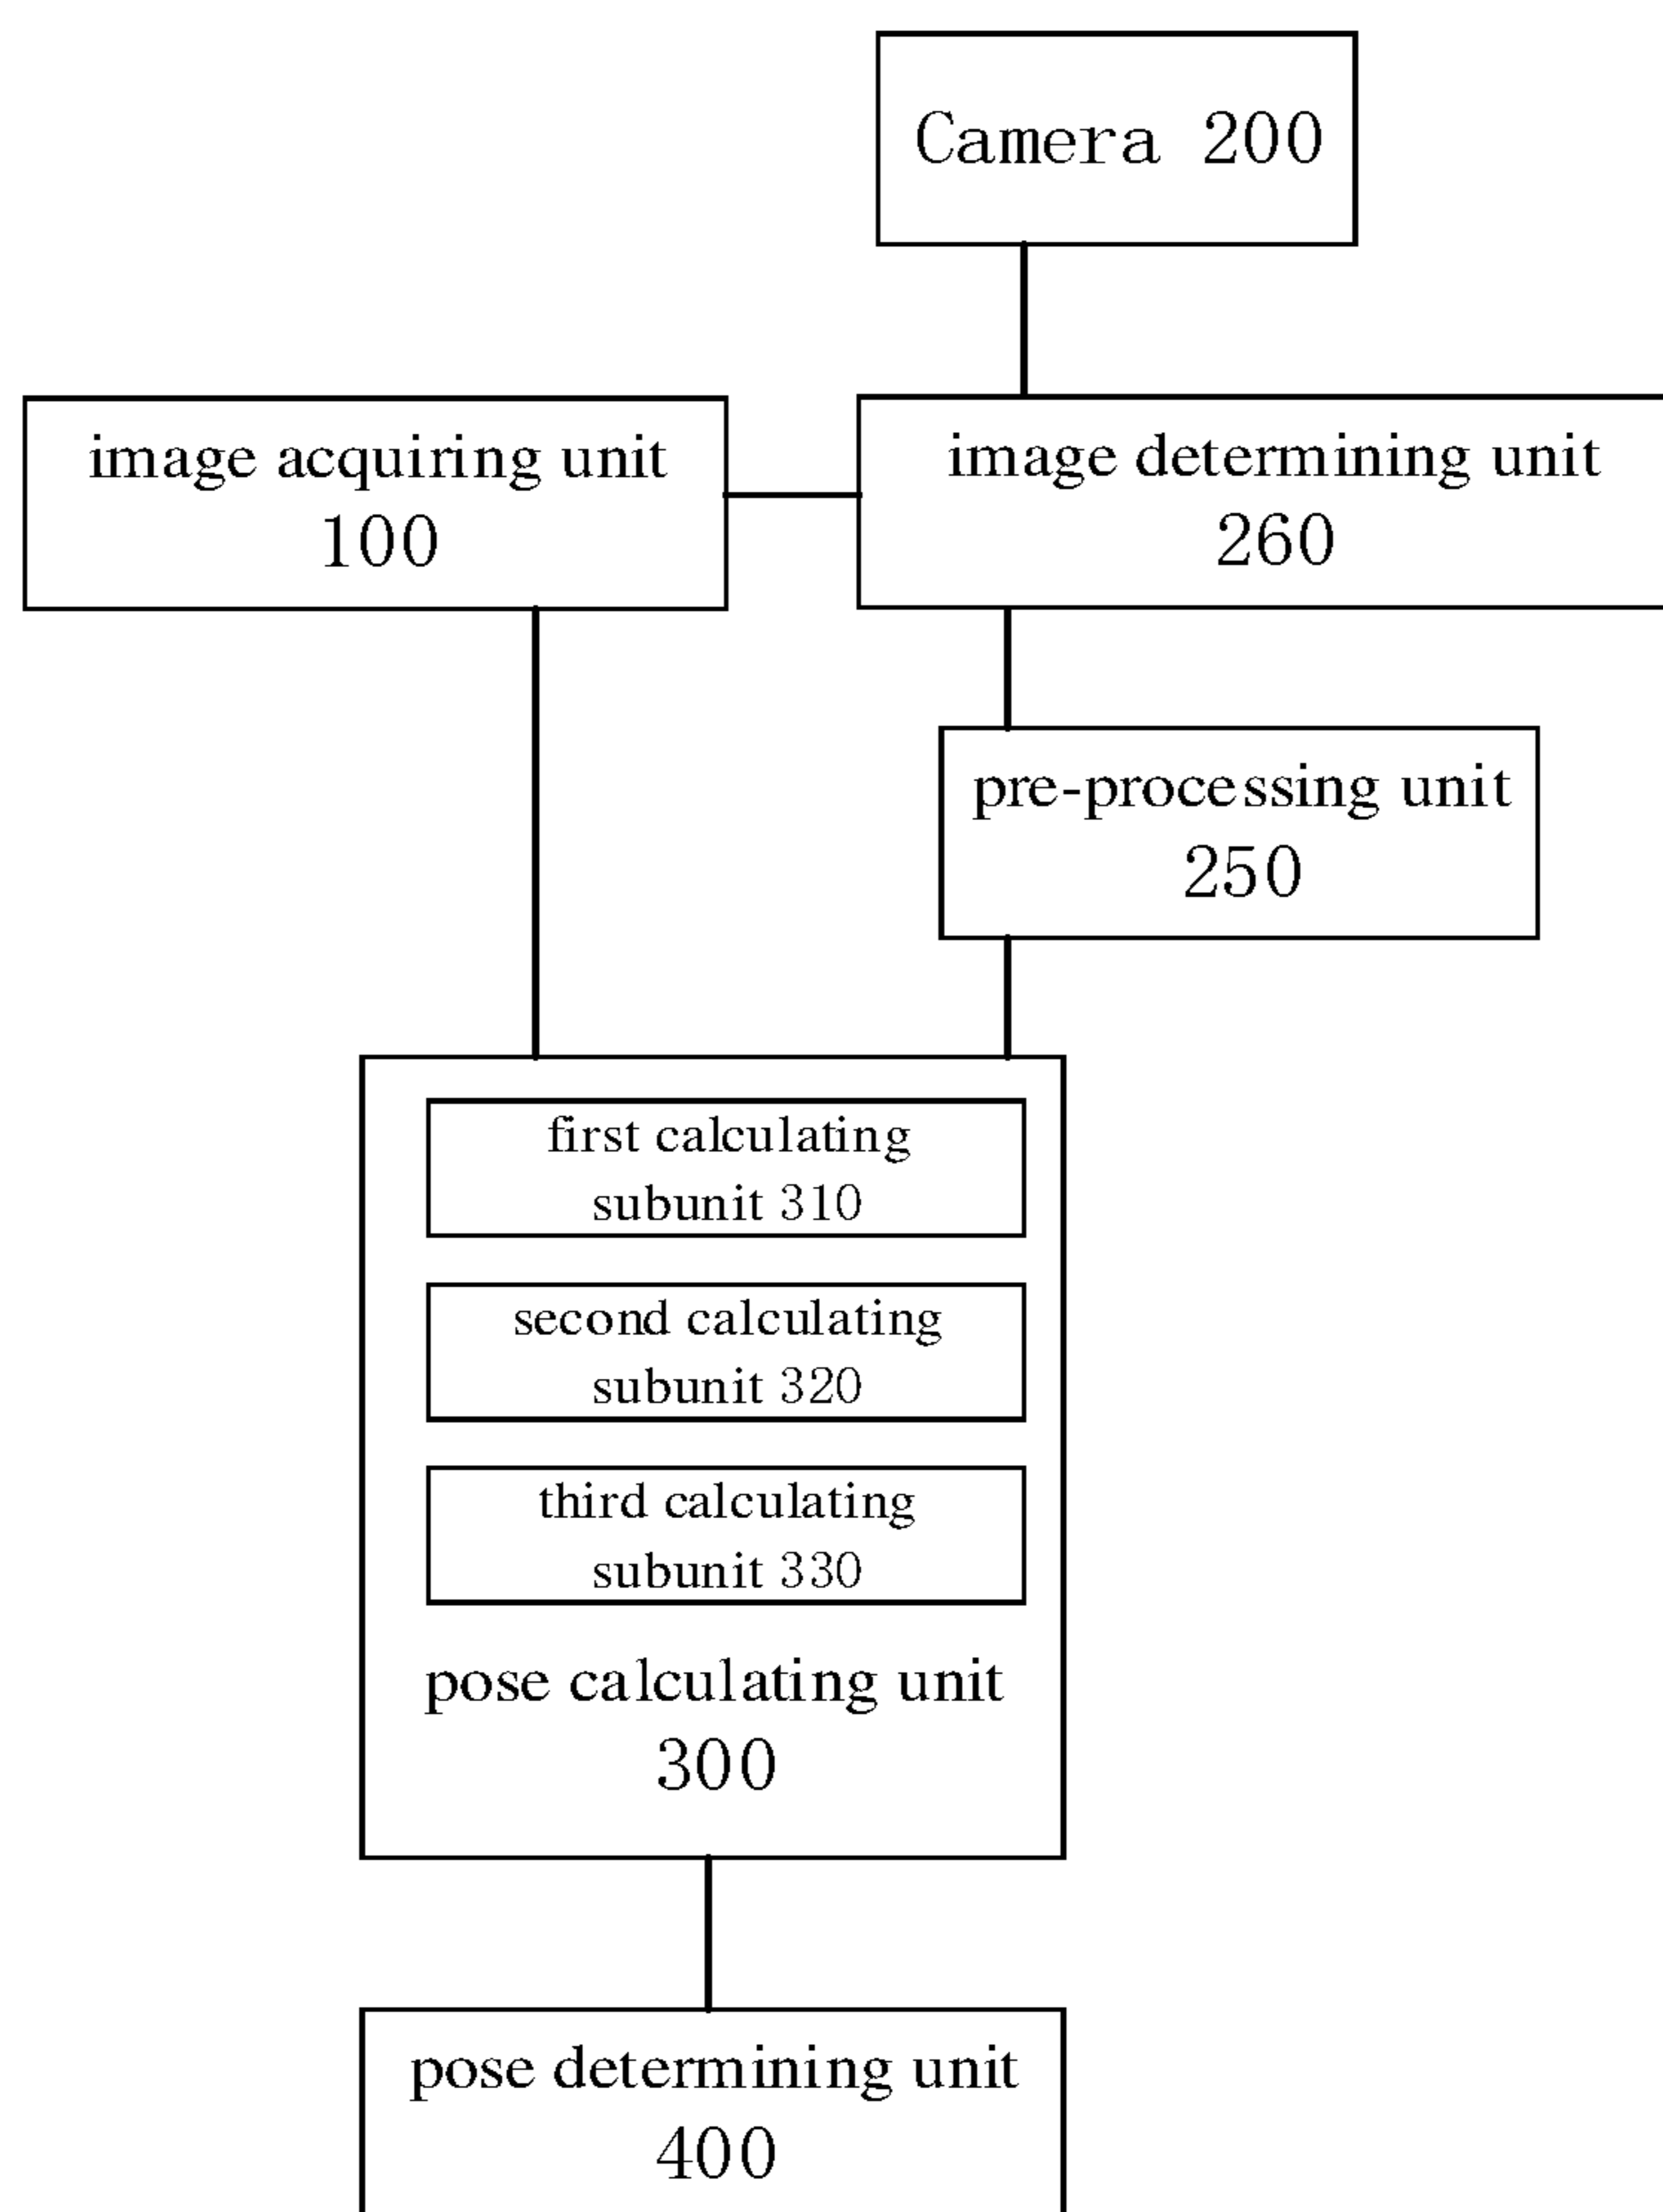 Camera 200
image acquiring unit
100
image determining unit
260
pre-processing unit
250
first calculating
subunit 310
second calculating
subunit 320
third calculating
subunit 330
pose calculating unit
300
pose determining unit
400